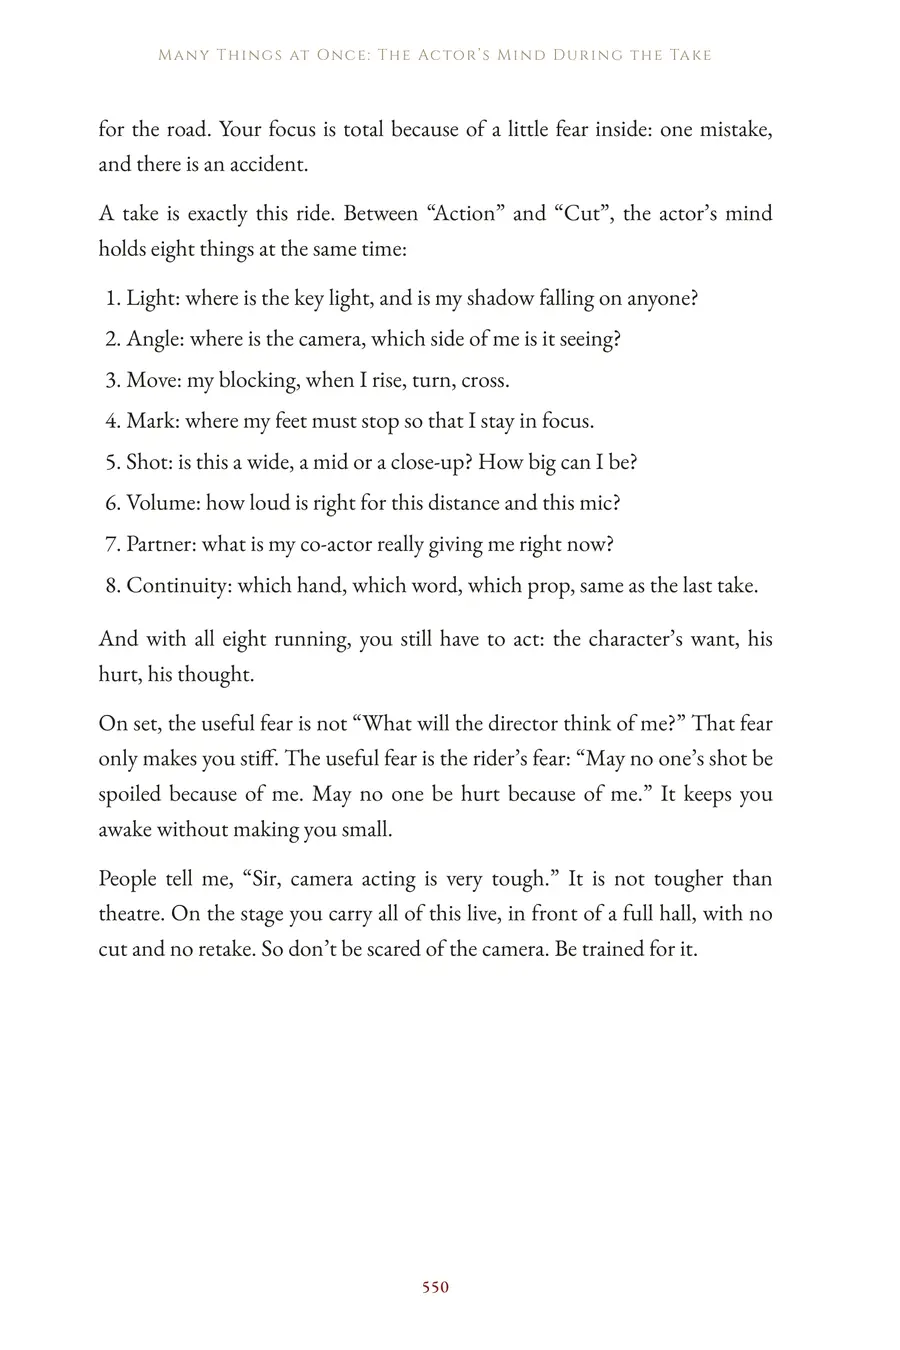 Many Things at Once: The Actor’s Mind During the Take
for the road. Your focus is total because of a little fear inside: one mistake,
and there is an accident.
A take is exactly this ride. Between “Action” and “Cut”, the actor’s mind
holds eight things at the same time:
1. Light: where is the key light, and is my shadow falling on anyone?
2. Angle: where is the camera, which side of me is it seeing?
3. Move: my blocking, when I rise, turn, cross.
4. Mark: where my feet must stop so that I stay in focus.
5. Shot: is this a wide, a mid or a close-up? How big can I be?
6. Volume: how loud is right for this distance and this mic?
7. Partner: what is my co-actor really giving me right now?
8. Continuity: which hand, which word, which prop, same as the last take.
And with all eight running, you still have to act: the character’s want, his
hurt, his thought.
On set, the useful fear is not “What will the director think of me?” That fear
only makes you stiff. The useful fear is the rider’s fear: “May no one’s shot be
spoiled because of me. May no one be hurt because of me.” It keeps you
awake without making you small.
People tell me, “Sir, camera acting is very tough.” It is not tougher than
theatre. On the stage you carry all of this live, in front of a full hall, with no
cut and no retake. So don’t be scared of the camera. Be trained for it.
550